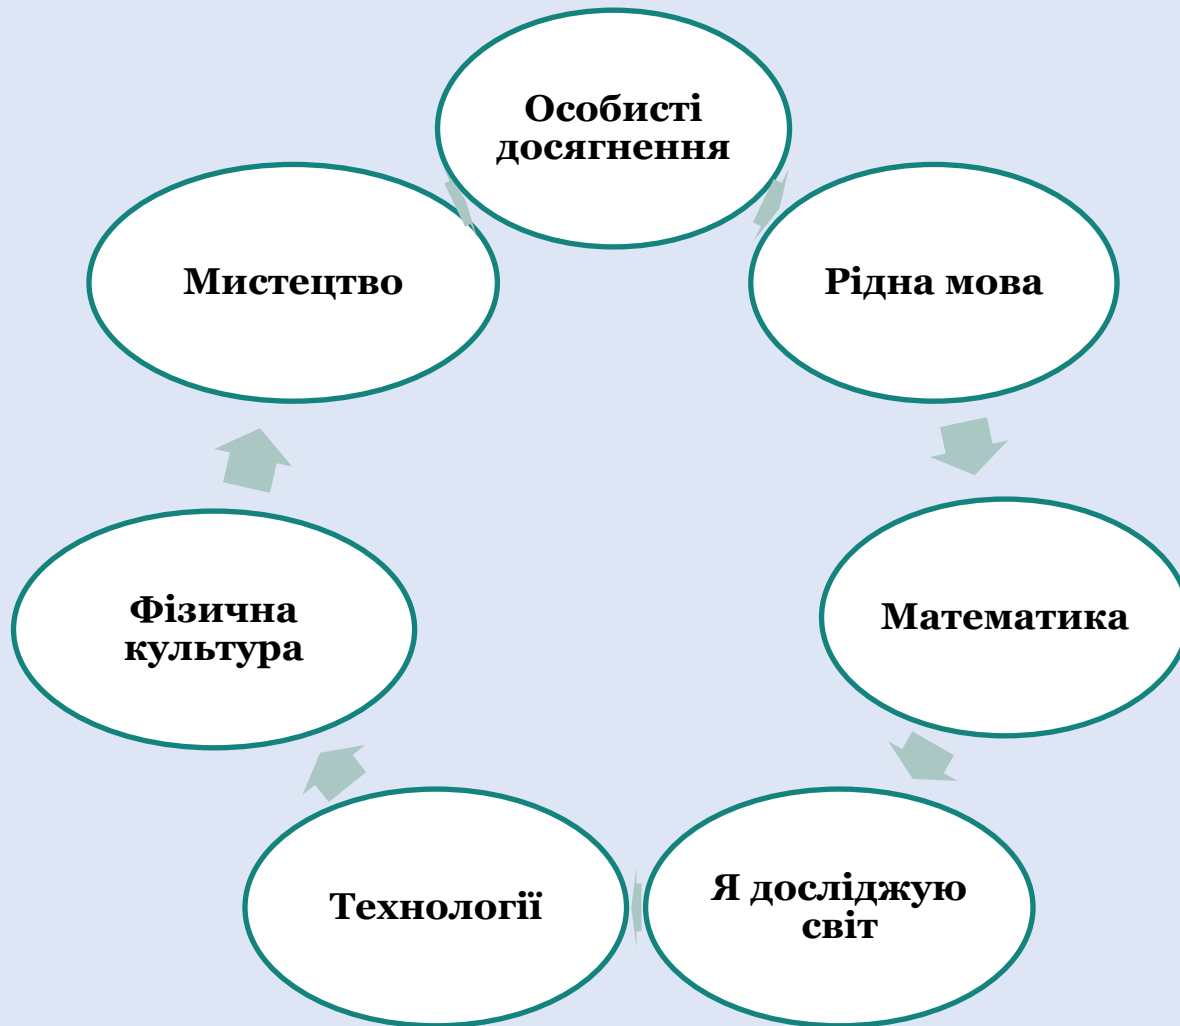 Особисті
досягнення
Рідна мова
Математика
Я досліджую
світ
Технології
Фізична
культура
Мистецтво